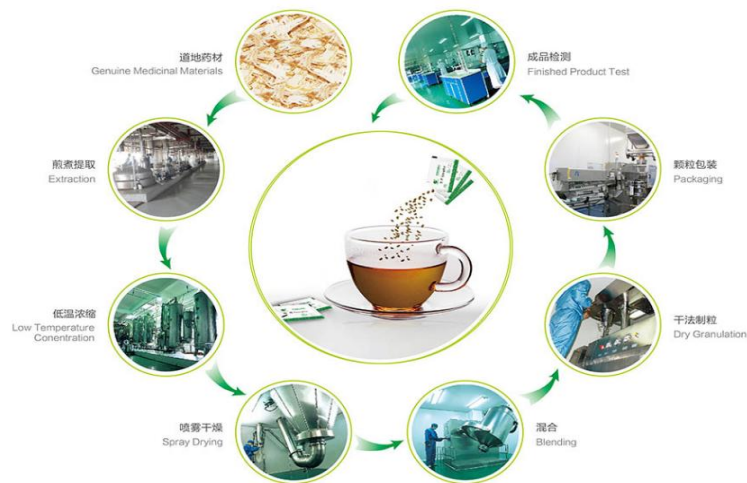 道地药材
Genuine Medicinal Materials
煎煮提取
Extraction
低温浓缩
Low Temperature
Conentration
喷雾干燥
Spray Drying
混合
Blending
干法制粒
Dry Granulation
颗粒包装
Packaging
成品检测
Finished Product Test